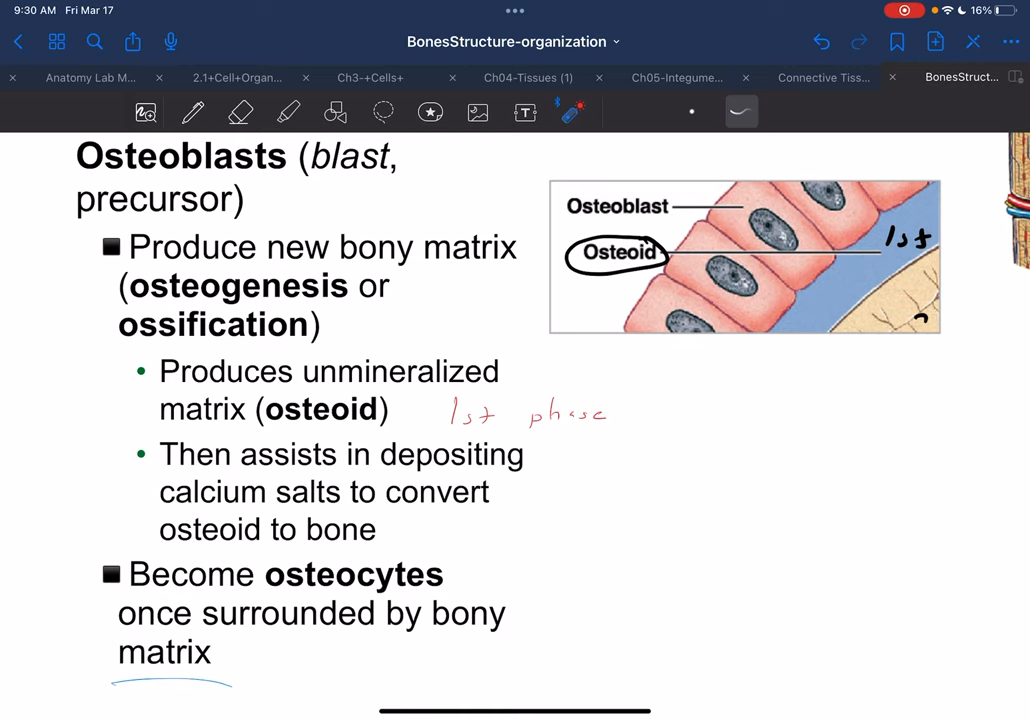 9:30 AM Fri Mar 17
16%
BonesStructure-organization
Anatomy Lab M...
2.1+Cell+Organ...
Ch3-+Cells+
Ch04-Tissues (1)
Ch05-Integume...
Connective Tiss...
BonesStruct...
Osteoblasts (blast,
precursor)
Produce new bony matrix
(osteogenesis or
ossification)
• Produces unmineralized
matrix (osteoid) 1st phase
• Then assists in depositing
calcium salts to convert
osteoid to bone
Become osteocytes
once surrounded by bony
matrix
Osteoblast
Osteoid
1st